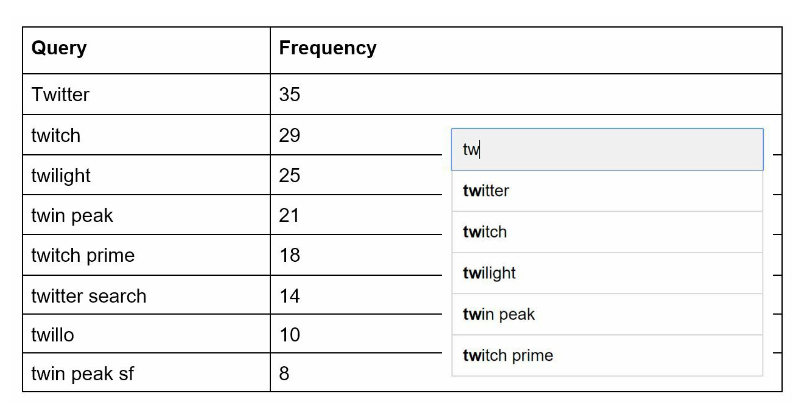 Query Frequency
Twitter 35
twitch 29
twilight 25
twin peak 21
twitch prime 18
twitter search 14
twillo 10
twin peak sf 8
tw
twitter
twitch
twilight
twin peak
twitch prime